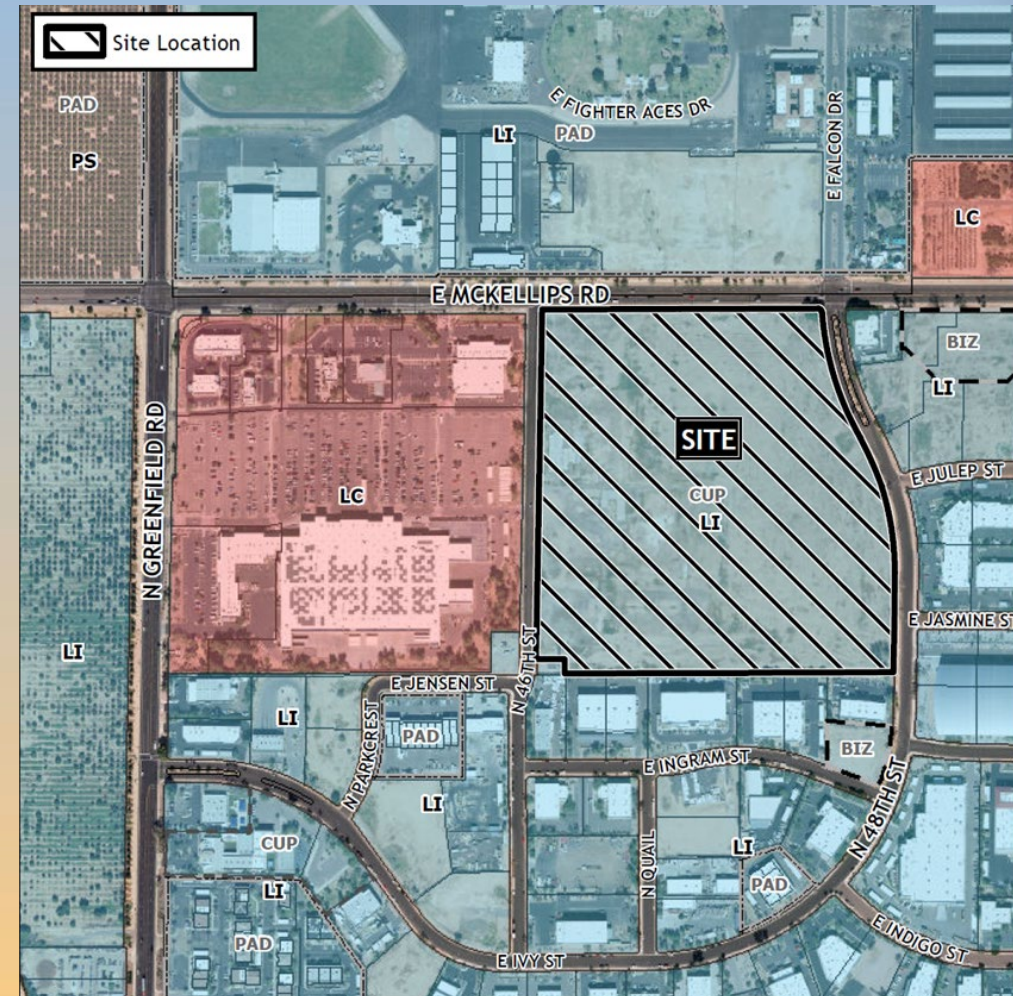 Site Location
PAD
PS
E FIGHTER ACES DR
LI
PAD
E FALCON DR
LC
E MCKELLIPS RD
BIZ
LI
N GREENFIELD RD
SITE
LC
CUP
LI
E JULEP ST
LI
E JASMINE ST
N 46TH ST
E JENSEN ST
LI
N PARKCREST
PAD
BIZ
E INGRAM ST
LI
N 48TH ST
CUP
LI
N QUAIL
LI
PAD
PAD
E INDIGO ST
E IVY ST